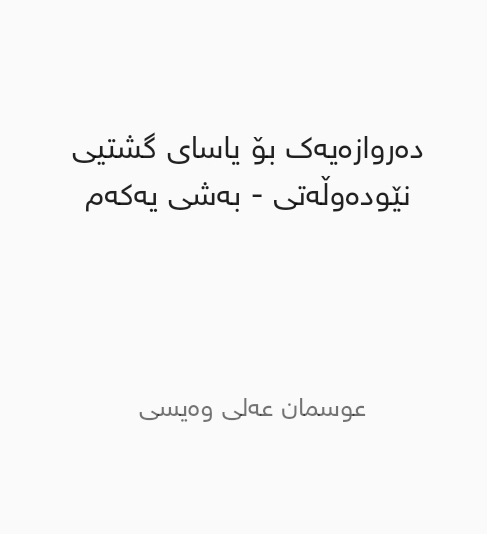 دەروازەیەک بۆ یاسای گشتیی
نێودەوڵەتی - بەشی یەکەم
عوسمان عەلی وەیسی